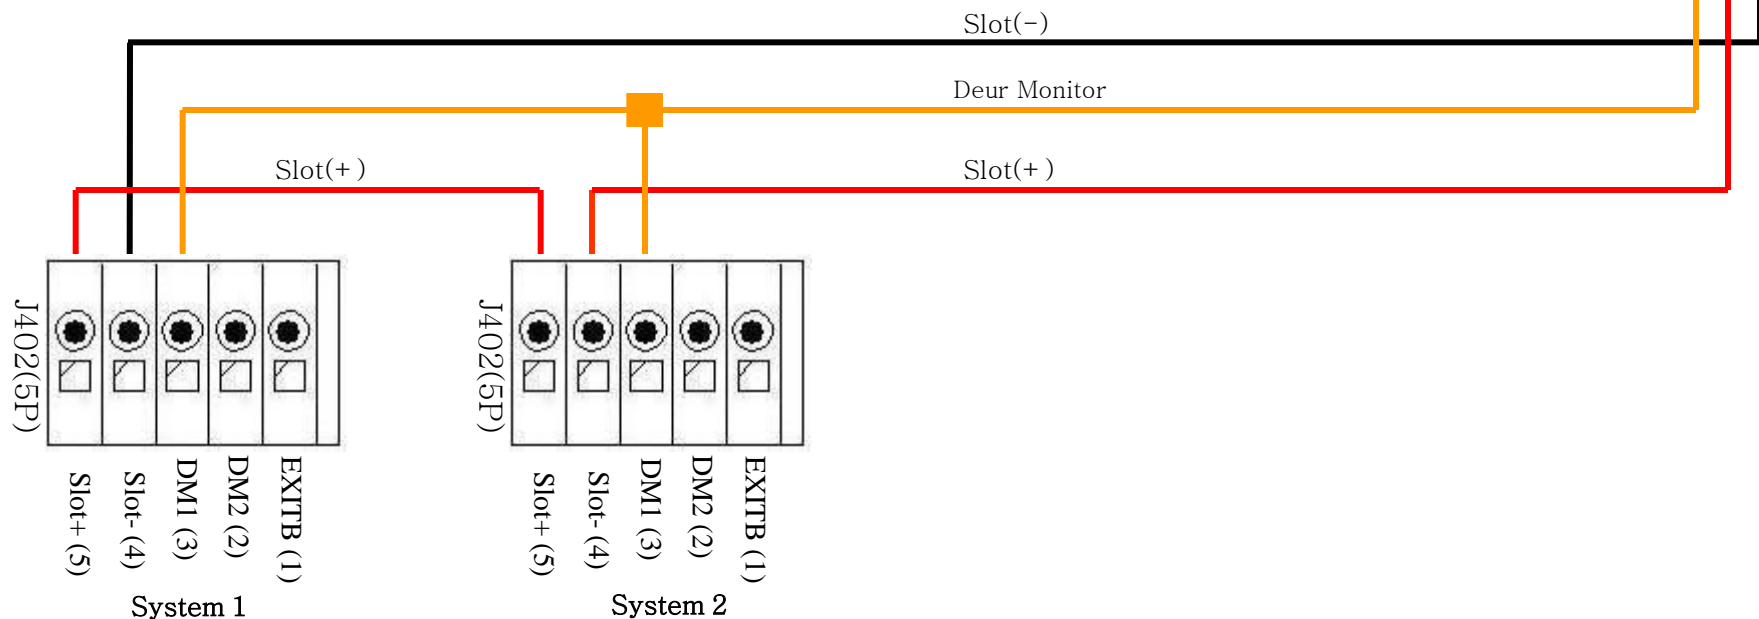 Slot(-)
Deur Monitor
Slot(+)
Slot(+)
J402(5P)
Slot+ (5)
Slot- (4)
DM1 (3)
DM2 (2)
EXITB (1)
System 1
J402(5P)
Slot+ (5)
Slot- (4)
DM1 (3)
DM2 (2)
EXITB (1)
System 2